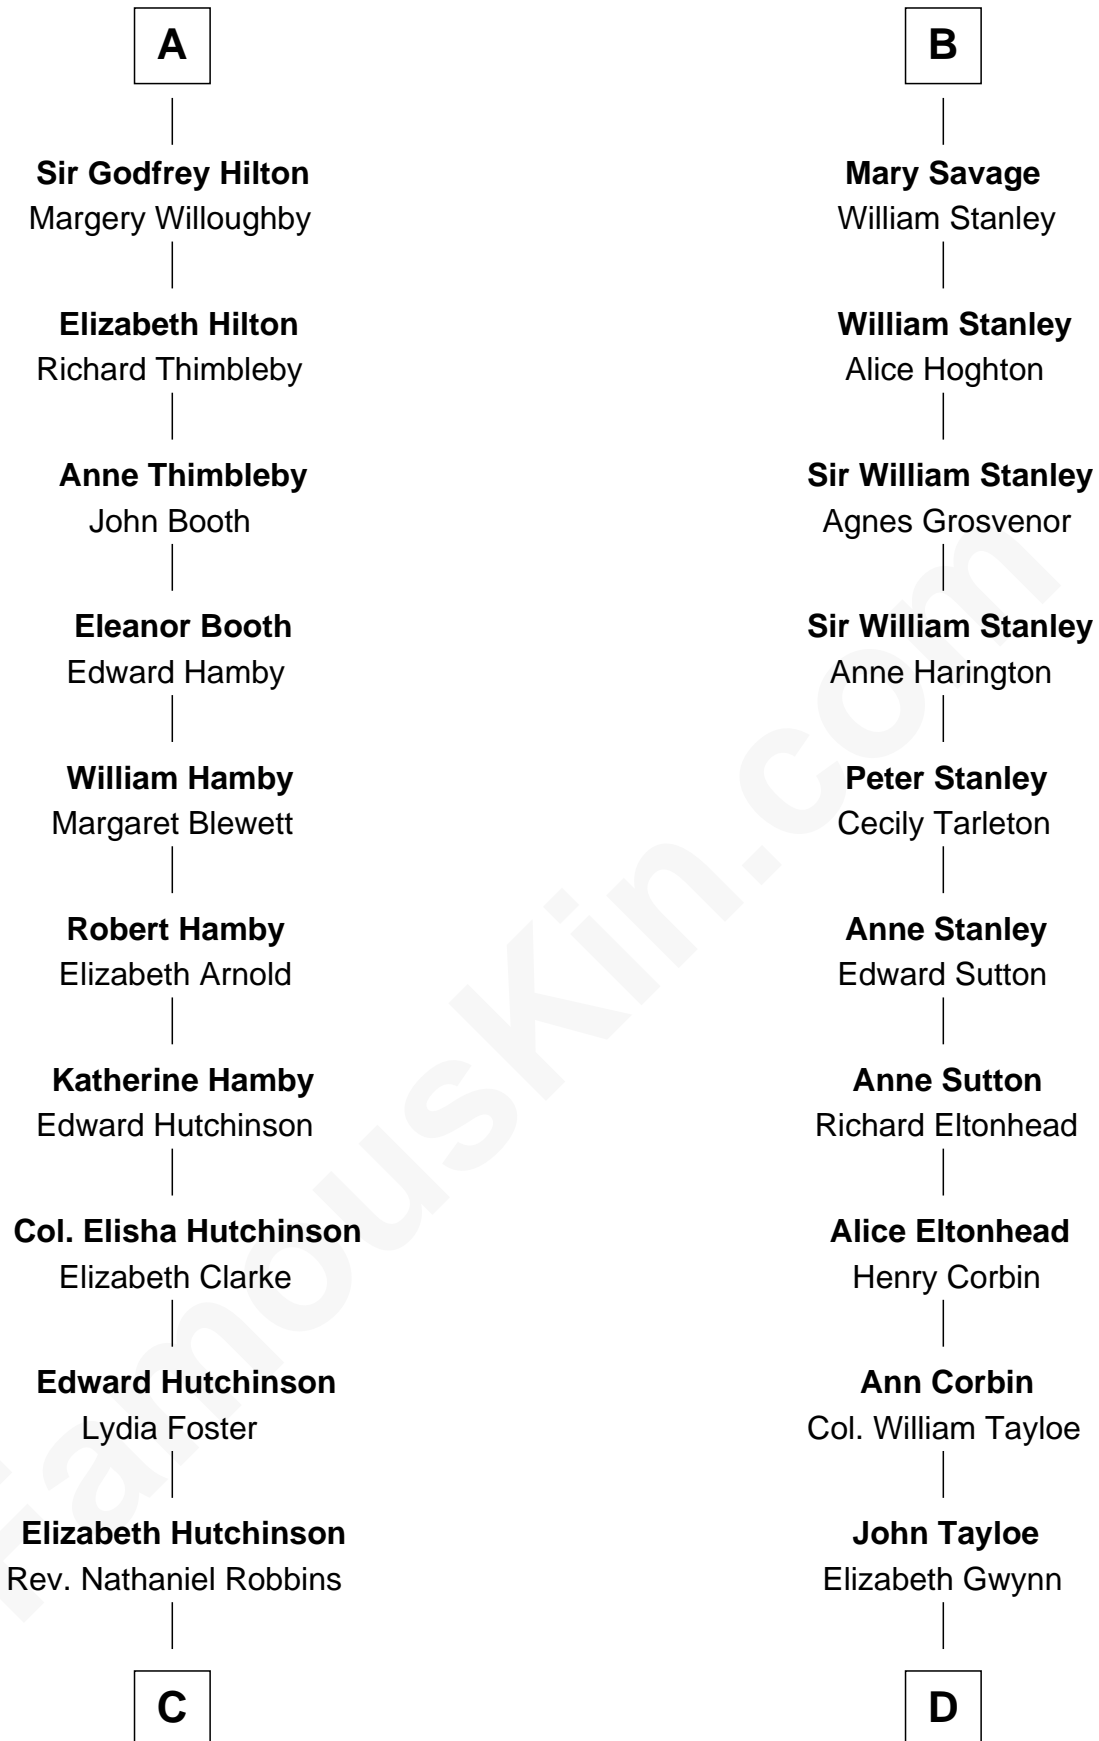 A
Sir Godfrey Hilton
Margery Willoughby
Elizabeth Hilton
Richard Thimbleby
Anne Thimbleby
John Booth
Eleanor Booth
Edward Hamby
William Hamby
Margaret Blewett
Robert Hamby
Elizabeth Arnold
Katherine Hamby
Edward Hutchinson
Col. Elisha Hutchinson
Elizabeth Clarke
Edward Hutchinson
Lydia Foster
Elizabeth Hutchinson
Rev. Nathaniel Robbins
C
B
Mary Savage
William Stanley
William Stanley
Alice Hoghton
Sir William Stanley
Agnes Grosvenor
Sir William Stanley
Anne Harington
Peter Stanley
Cecily Tarleton
Anne Stanley
Edward Sutton
Anne Sutton
Richard Eltonhead
Alice Eltonhead
Henry Corbin
Ann Corbin
Col. William Tayloe
John Tayloe
Elizabeth Gwynn
D
FamousKin.com